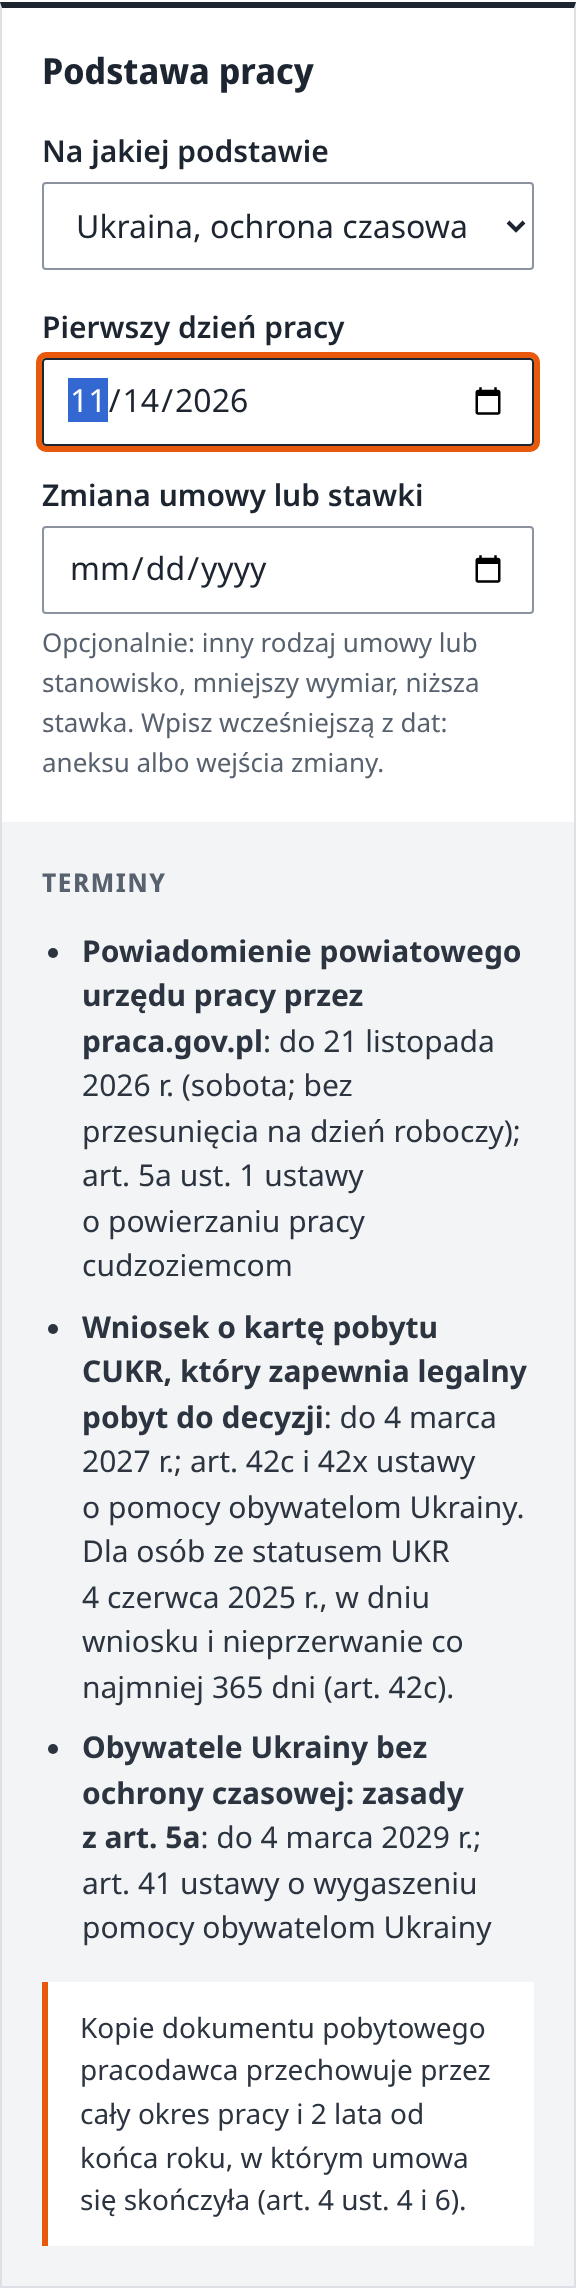 Podstawa pracy
Na jakiej podstawie
Ukraina, ochrona czasowa
Pierwszy dzień pracy
11/14/2026
Zmiana umowy lub stawki
mm/dd/yyyy
Opcjonalnie: inny rodzaj umowy lub
stanowisko, mniejszy wymiar, niższa
stawka. Wpisz wcześniejszą z dat:
aneksu albo wejścia zmiany.
TERMINY
• Powiadomienie powiatowego
urzędu pracy przez
praca.gov.pl: do 21 listopada
2026 r. (sobota; bez
przesunięcia na dzień roboczy);
art. 5a ust. 1 ustawy
o powierzaniu pracy
cudzoziemcom
• Wniosek o kartę pobytu
CUKR, który zapewnia legalny
pobyt do decyzji: do 4 marca
2027 r.; art. 42c i 42x ustawy
o pomocy obywatelom Ukrainy.
Dla osób ze statusem UKR
4 czerwca 2025 r., w dniu
wniosku i nieprzerwanie co
najmniej 365 dni (art. 42c).
• Obywatele Ukrainy bez
ochrony czasowej: zasady
z art. 5a: do 4 marca 2029 r.;
art. 41 ustawy o wygaszeniu
pomocy obywatelom Ukrainy
Kopie dokumentu pobytowego
pracodawca przechowuje przez
cały okres pracy i 2 lata od
końca roku, w którym umowa
się skończyła (art. 4 ust. 4 i 6).